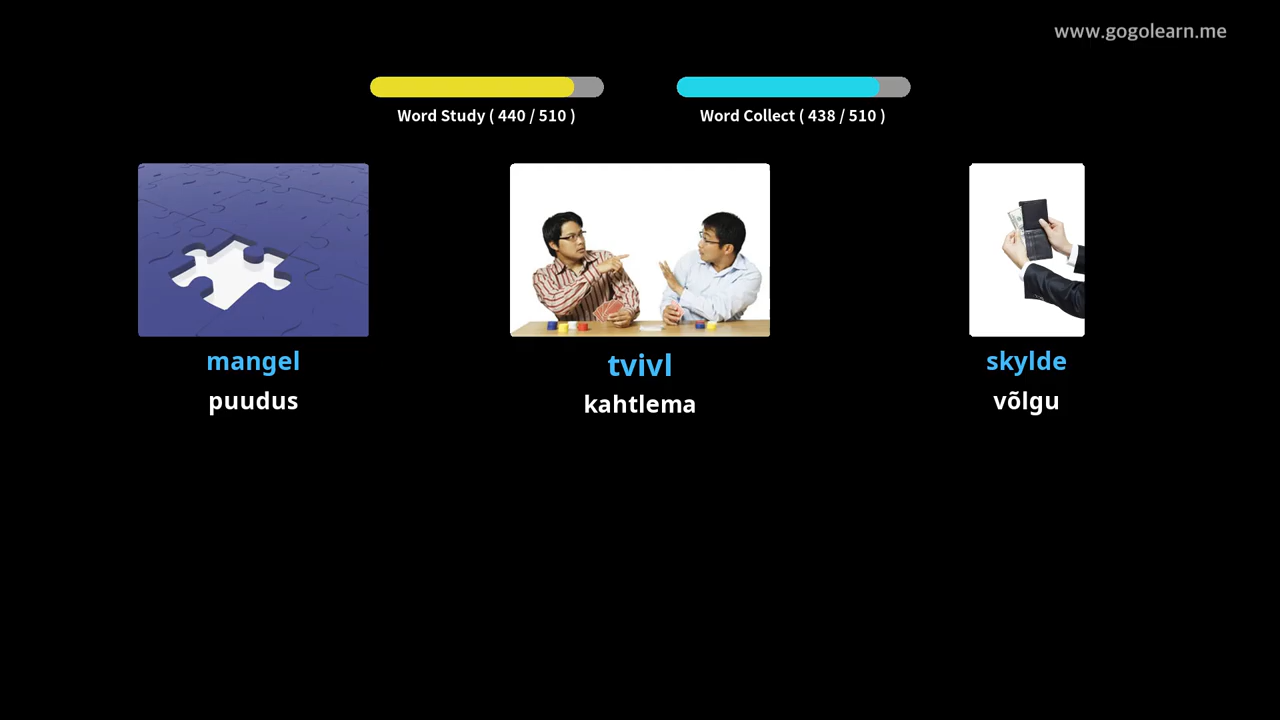 www.gogolearn.me
Word Study ( 440 / 510 )
Word Collect ( 438 / 510 )
mangel
puudus
tvivl
kahtlema
skylde
võlgu